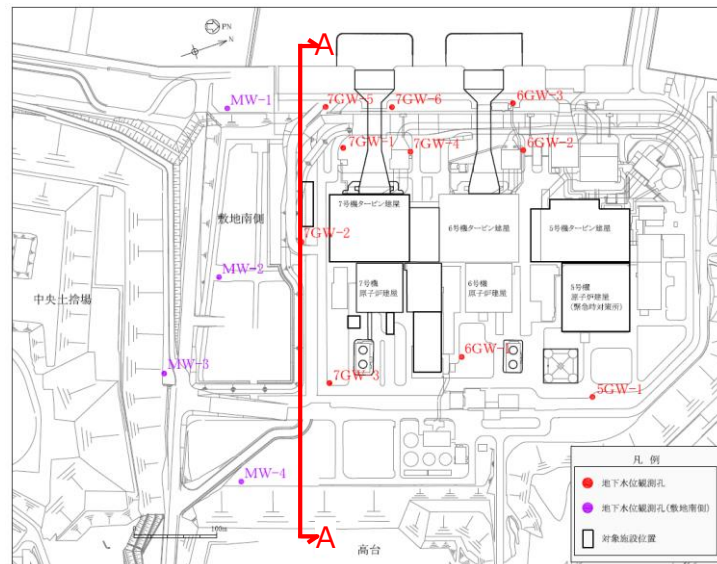 PN
N
A
MW-1
7GW-5
7GW-6
6GW-3
7GW-1
7GW-4
6GW-2
敷地南側
7号機タービン建屋
6号機タービン建屋
5号機タービン建屋
7GW-2
MW-2
中央土捨場
7号機
原子炉建屋
6号機
原子炉建屋
5号機
原子炉建屋
(緊急時対策所)
MW-3
6GW-1
7GW-3
5GW-1
MW-4
凡 例
地下水位観測孔
地下水位観測孔(敷地南側)
対象施設位置
0
100m
A
高台